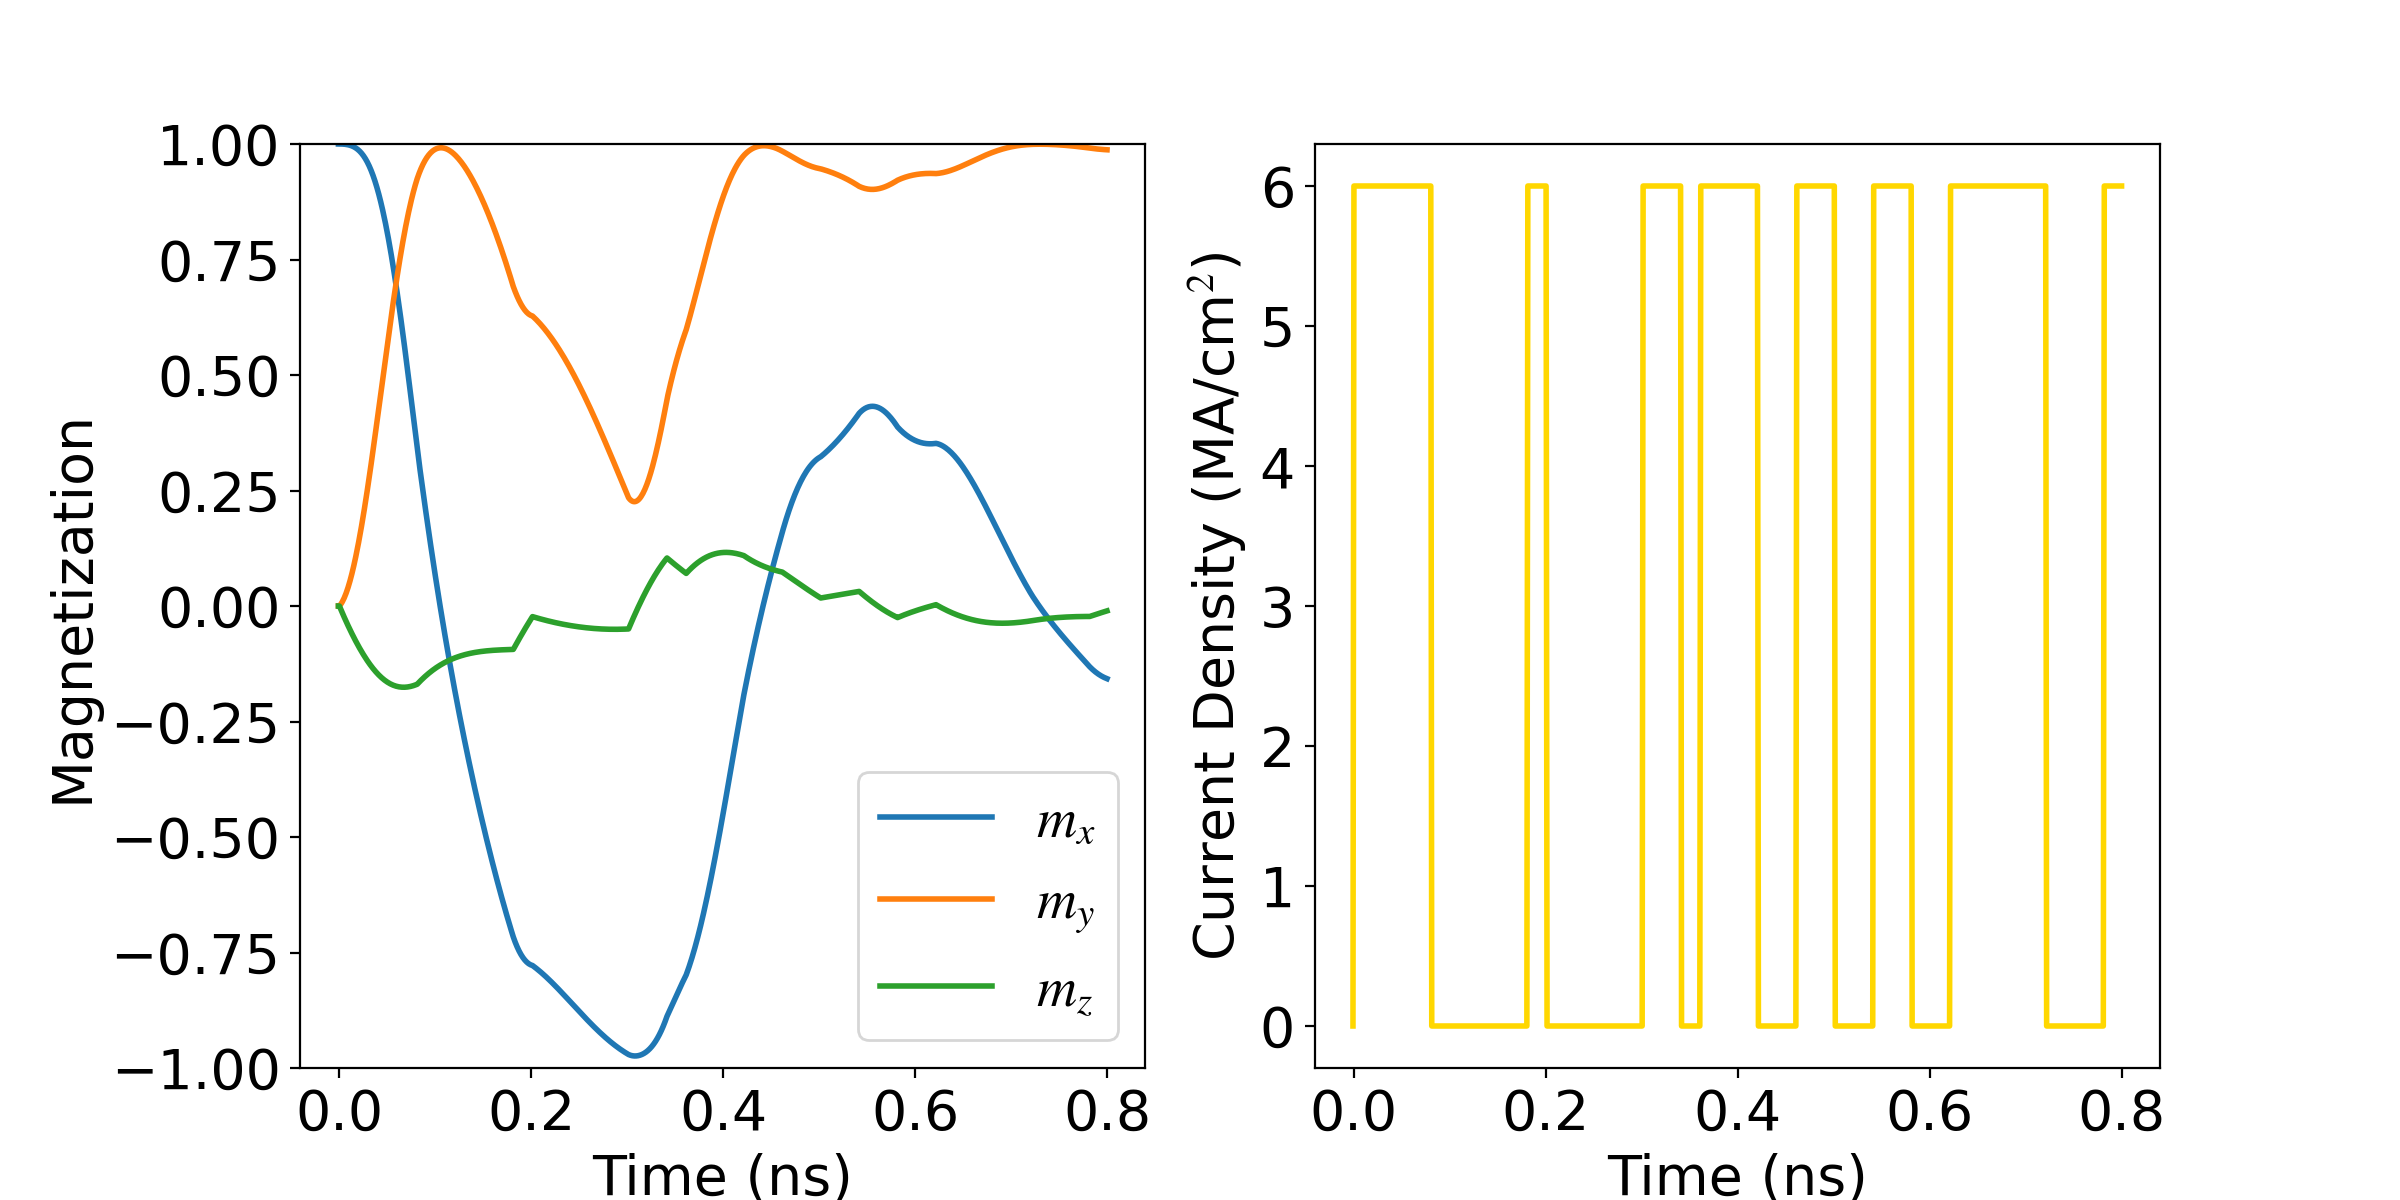 Magnetization
1.00
0.75
0.50
0.25
0.00
−0.25
−0.50
−0.75
−1.00
0.0 0.2 0.4 0.6 0.8
Time (ns)
m_x
m_y
m_z
Current Density (MA/cm²)
6
5
4
3
2
1
0
0.0 0.2 0.4 0.6 0.8
Time (ns)